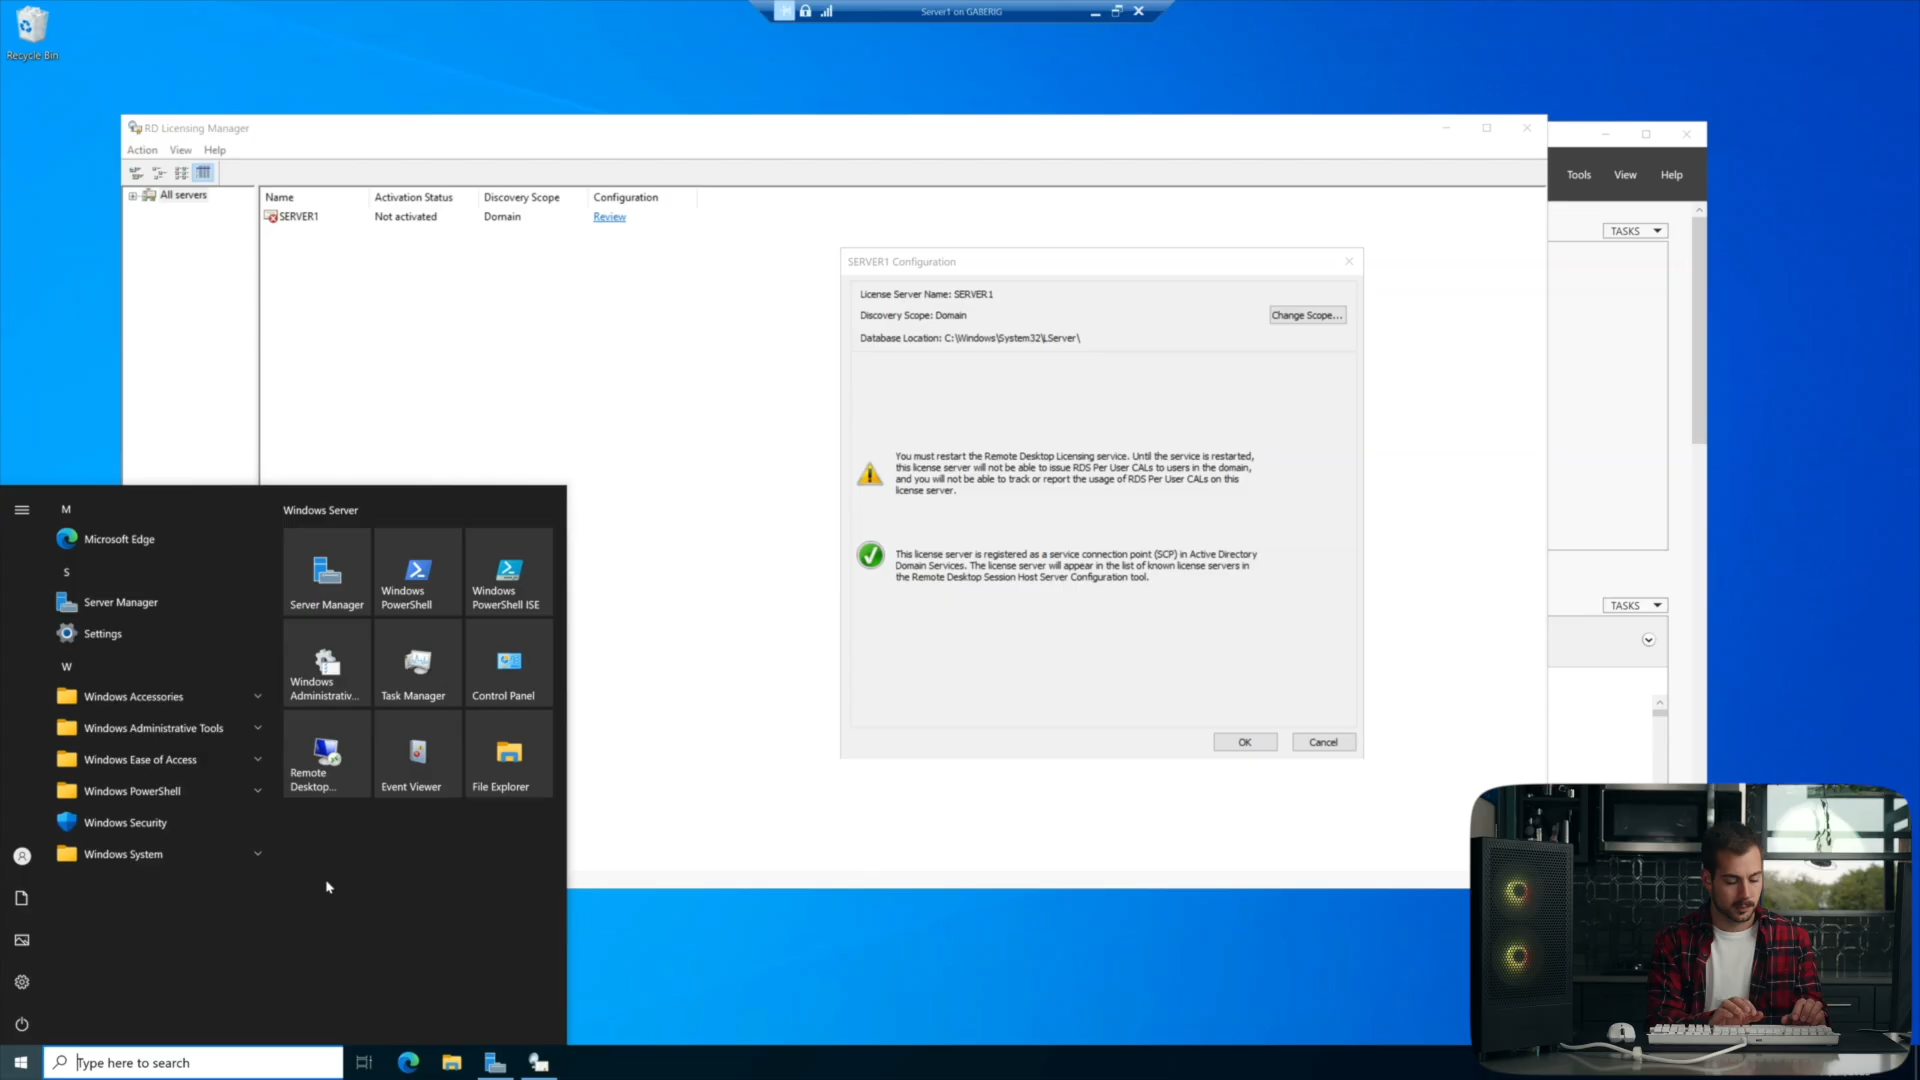 Recycle Bin
Server1 on GABERIG
RD Licensing Manager
Action View Help
All servers
Name Activation Status Discovery Scope Configuration
SERVER1 Not activated Domain Review
Tools View Help
TASKS
TASKS
SERVER1 Configuration
License Server Name: SERVER1
Discovery Scope: Domain
Change Scope...
Database Location: C:\Windows\System32\LServer\
You must restart the Remote Desktop Licensing service. Until the service is restarted,
this license server will not be able to issue RDS Per User CALs to users in the domain,
and you will not be able to track or report the usage of RDS Per User CALs on this
license server.
This license server is registered as a service connection point (SCP) in Active Directory
Domain Services. The license server will appear in the list of known license servers in
the Remote Desktop Session Host Server Configuration tool.
OK Cancel
M
Microsoft Edge
S
Server Manager
Settings
W
Windows Accessories
Windows Administrative Tools
Windows Ease of Access
Windows PowerShell
Windows Security
Windows System
Windows Server
Server Manager
Windows
PowerShell
Windows
PowerShell ISE
Windows
Administrativ...
Task Manager
Control Panel
Remote
Desktop...
Event Viewer
File Explorer
Type here to search